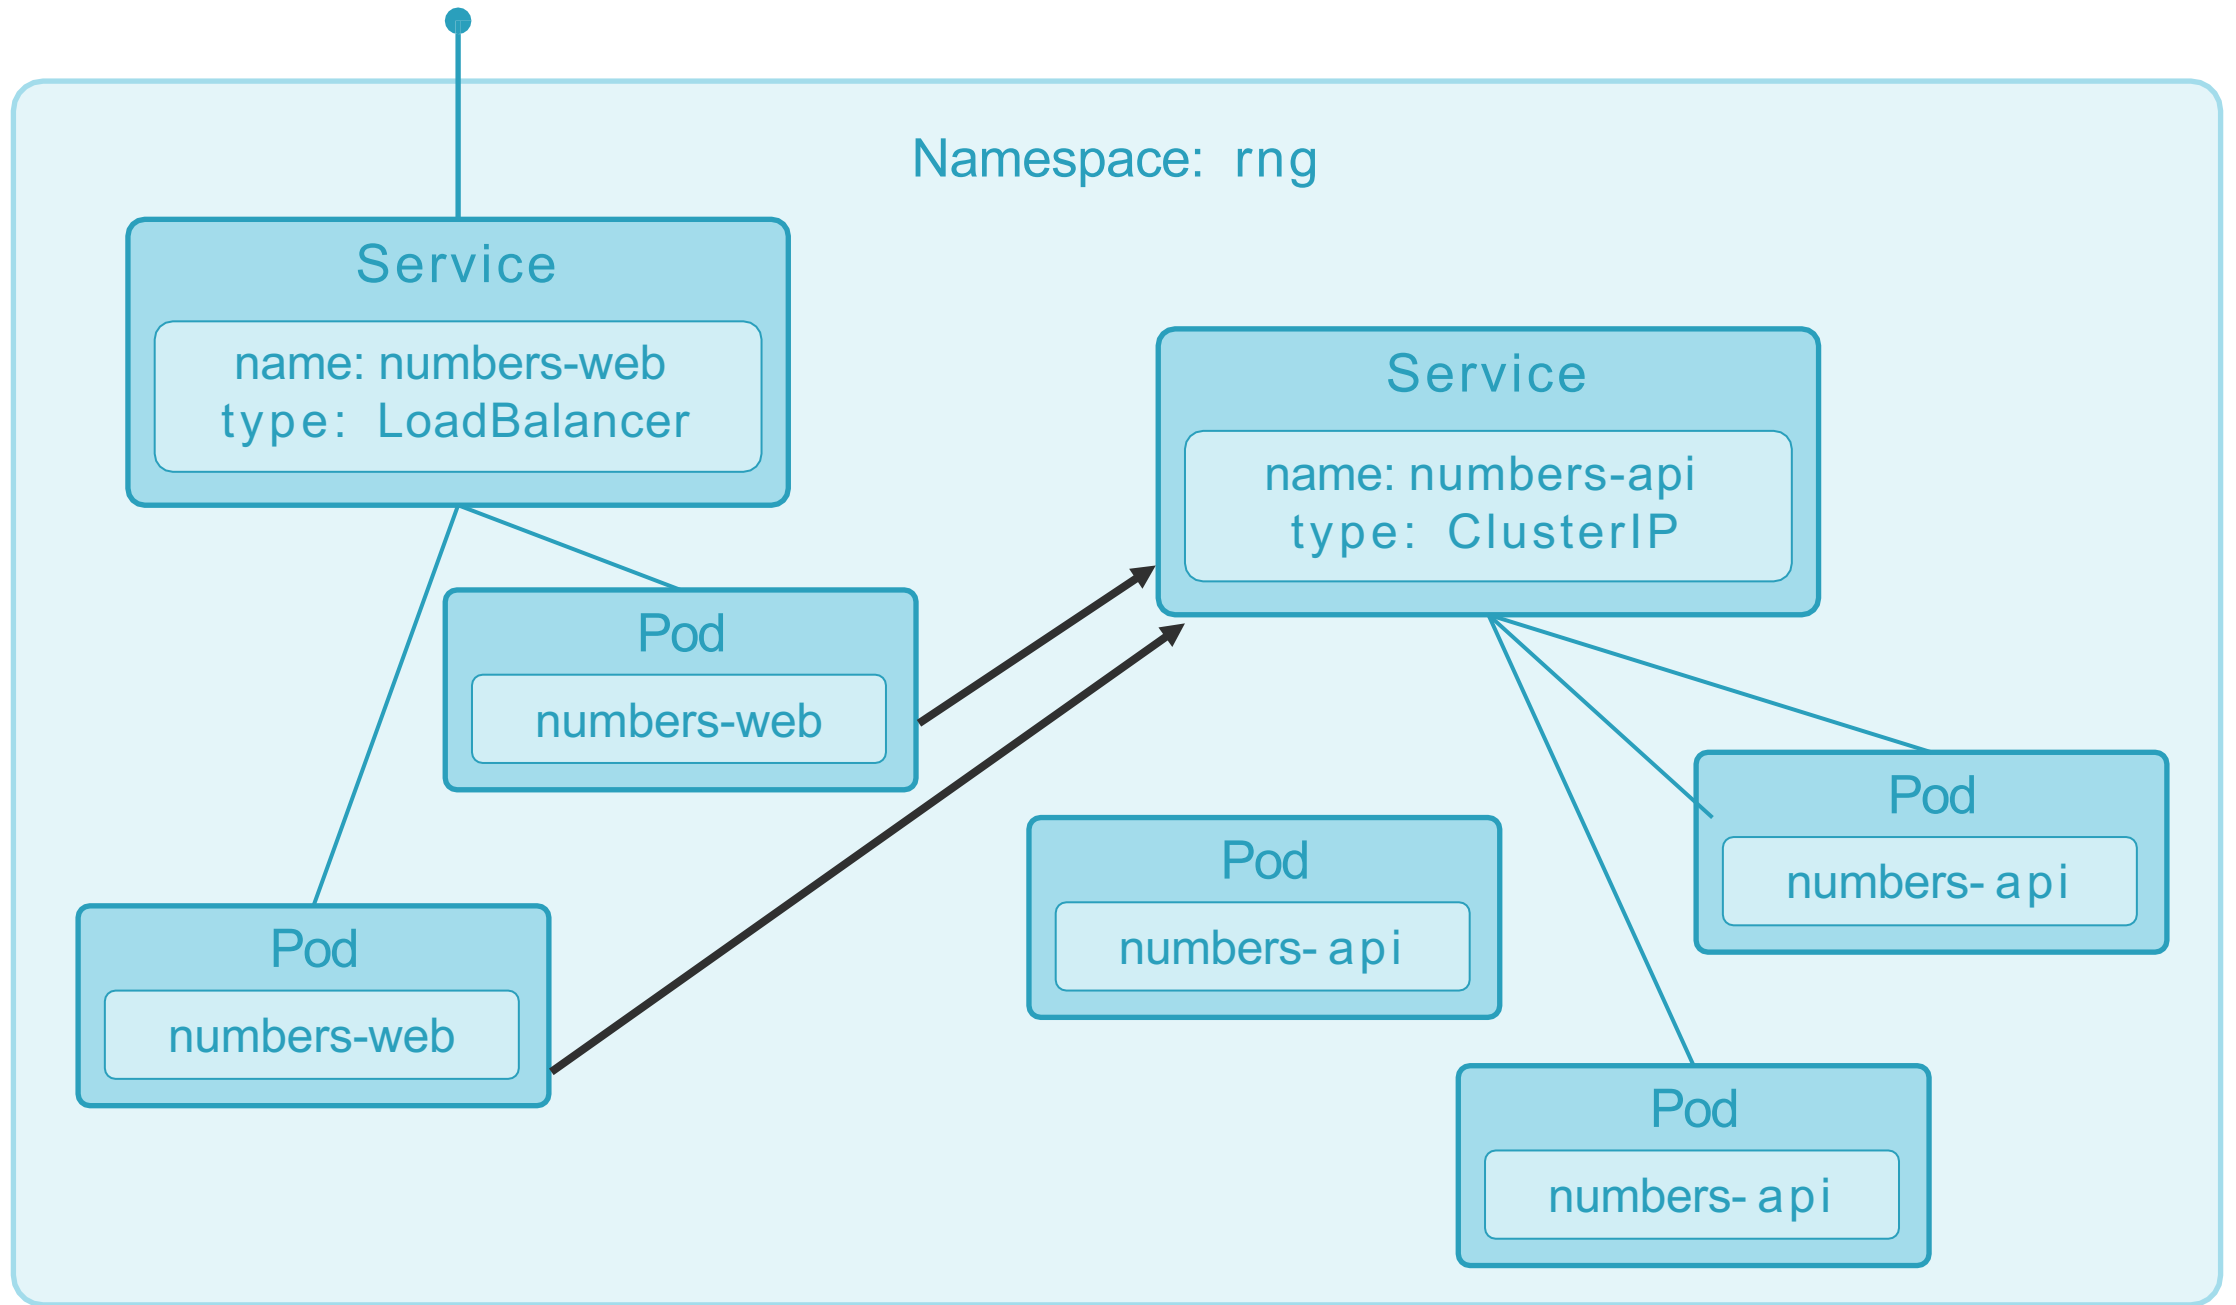 Namespace: rng
Service
name: numbers-web
type: LoadBalancer
Service
name: numbers-api
type: ClusterIP
Pod
numbers-web
Pod
numbers-api
Pod
numbers-api
Pod
numbers-web
Pod
numbers-api